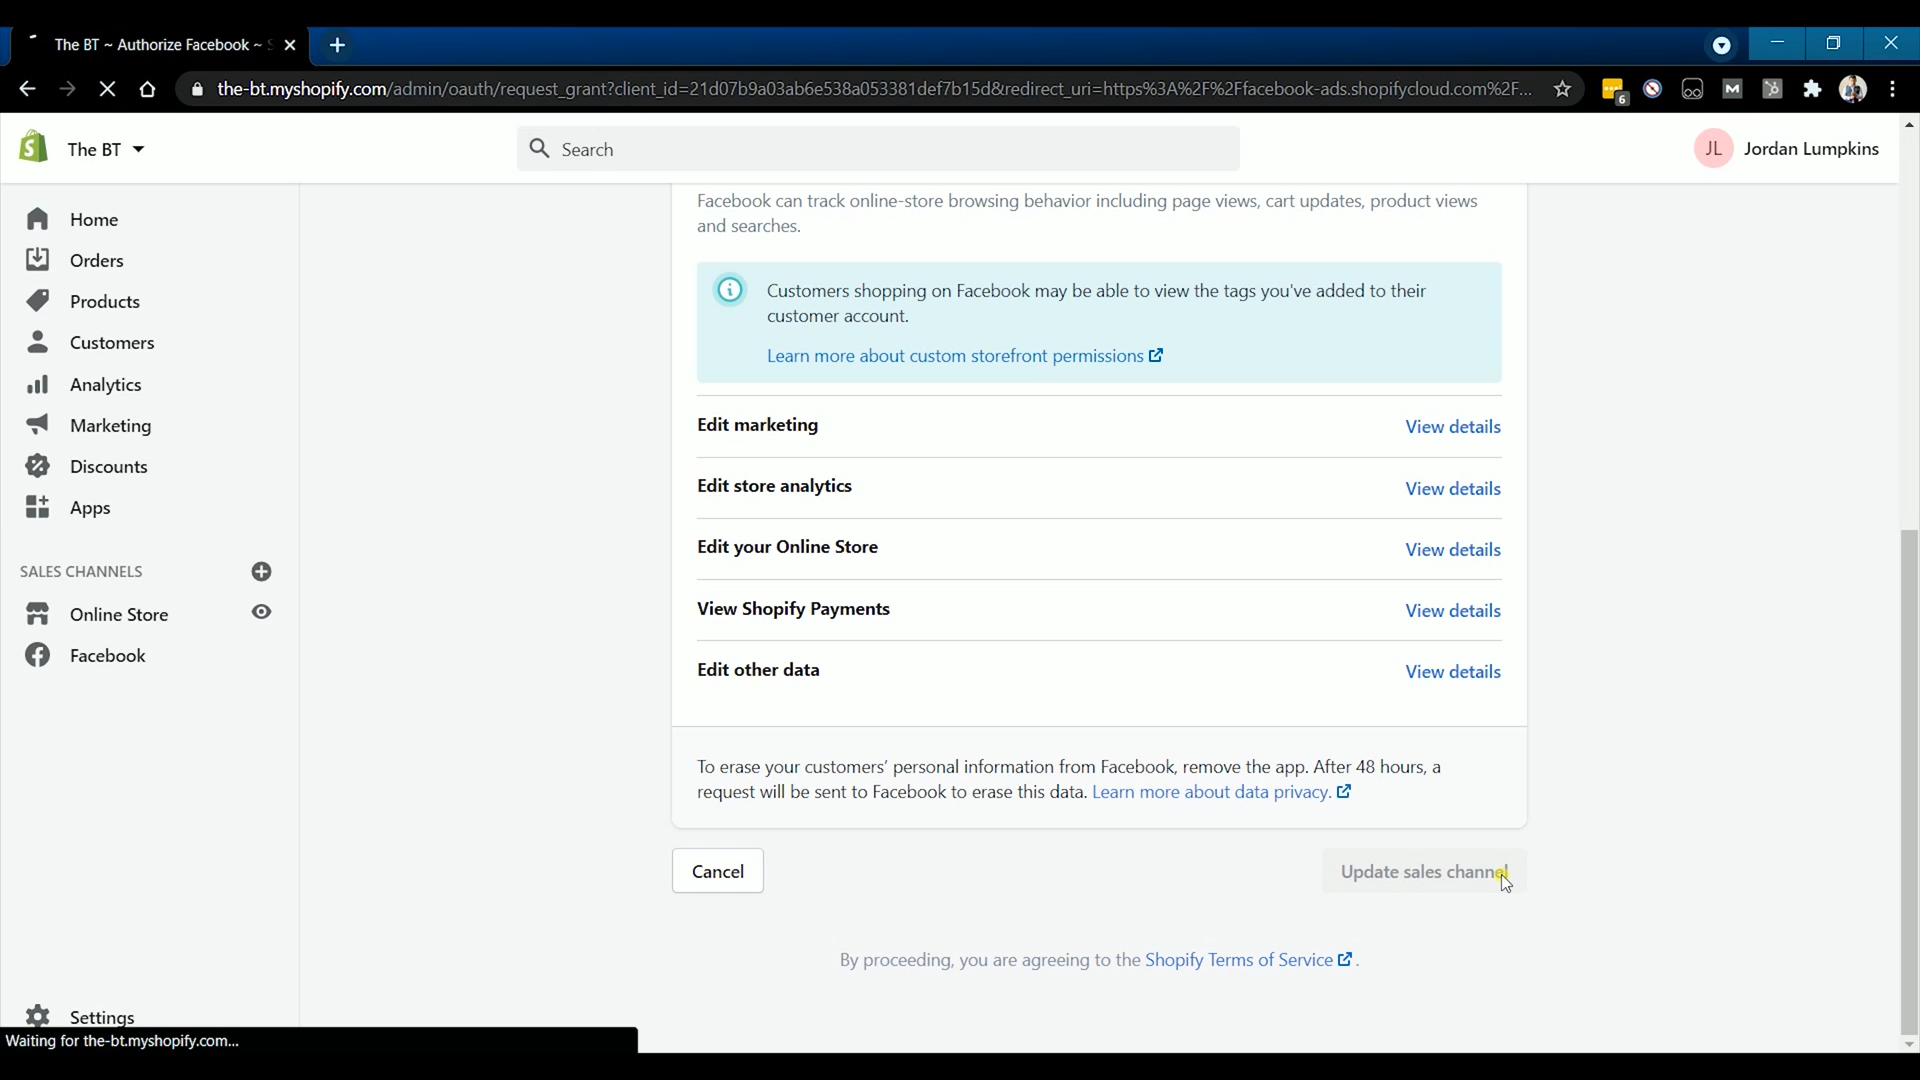 The BT ~ Authorize Facebook ~ S
the-bt.myshopify.com/admin/oauth/request_grant?client_id=21d07b9a03ab6e538a053381def7b15d&redirect_uri=https%3A%2F%2Ffacebook-ads.shopifycloud.com%2F...
6
The BT
Search
JL
Jordan Lumpkins
Home
Orders
Products
Customers
Analytics
Marketing
Discounts
Apps
SALES CHANNELS
Online Store
Facebook
Settings
Facebook can track online-store browsing behavior including page views, cart updates, product views
and searches.
Customers shopping on Facebook may be able to view the tags you've added to their
customer account.
Learn more about custom storefront permissions
Edit marketing
View details
Edit store analytics
View details
Edit your Online Store
View details
View Shopify Payments
View details
Edit other data
View details
To erase your customers’ personal information from Facebook, remove the app. After 48 hours, a
request will be sent to Facebook to erase this data. Learn more about data privacy.
Cancel
Update sales channel
By proceeding, you are agreeing to the Shopify Terms of Service .
Waiting for the-bt.myshopify.com...